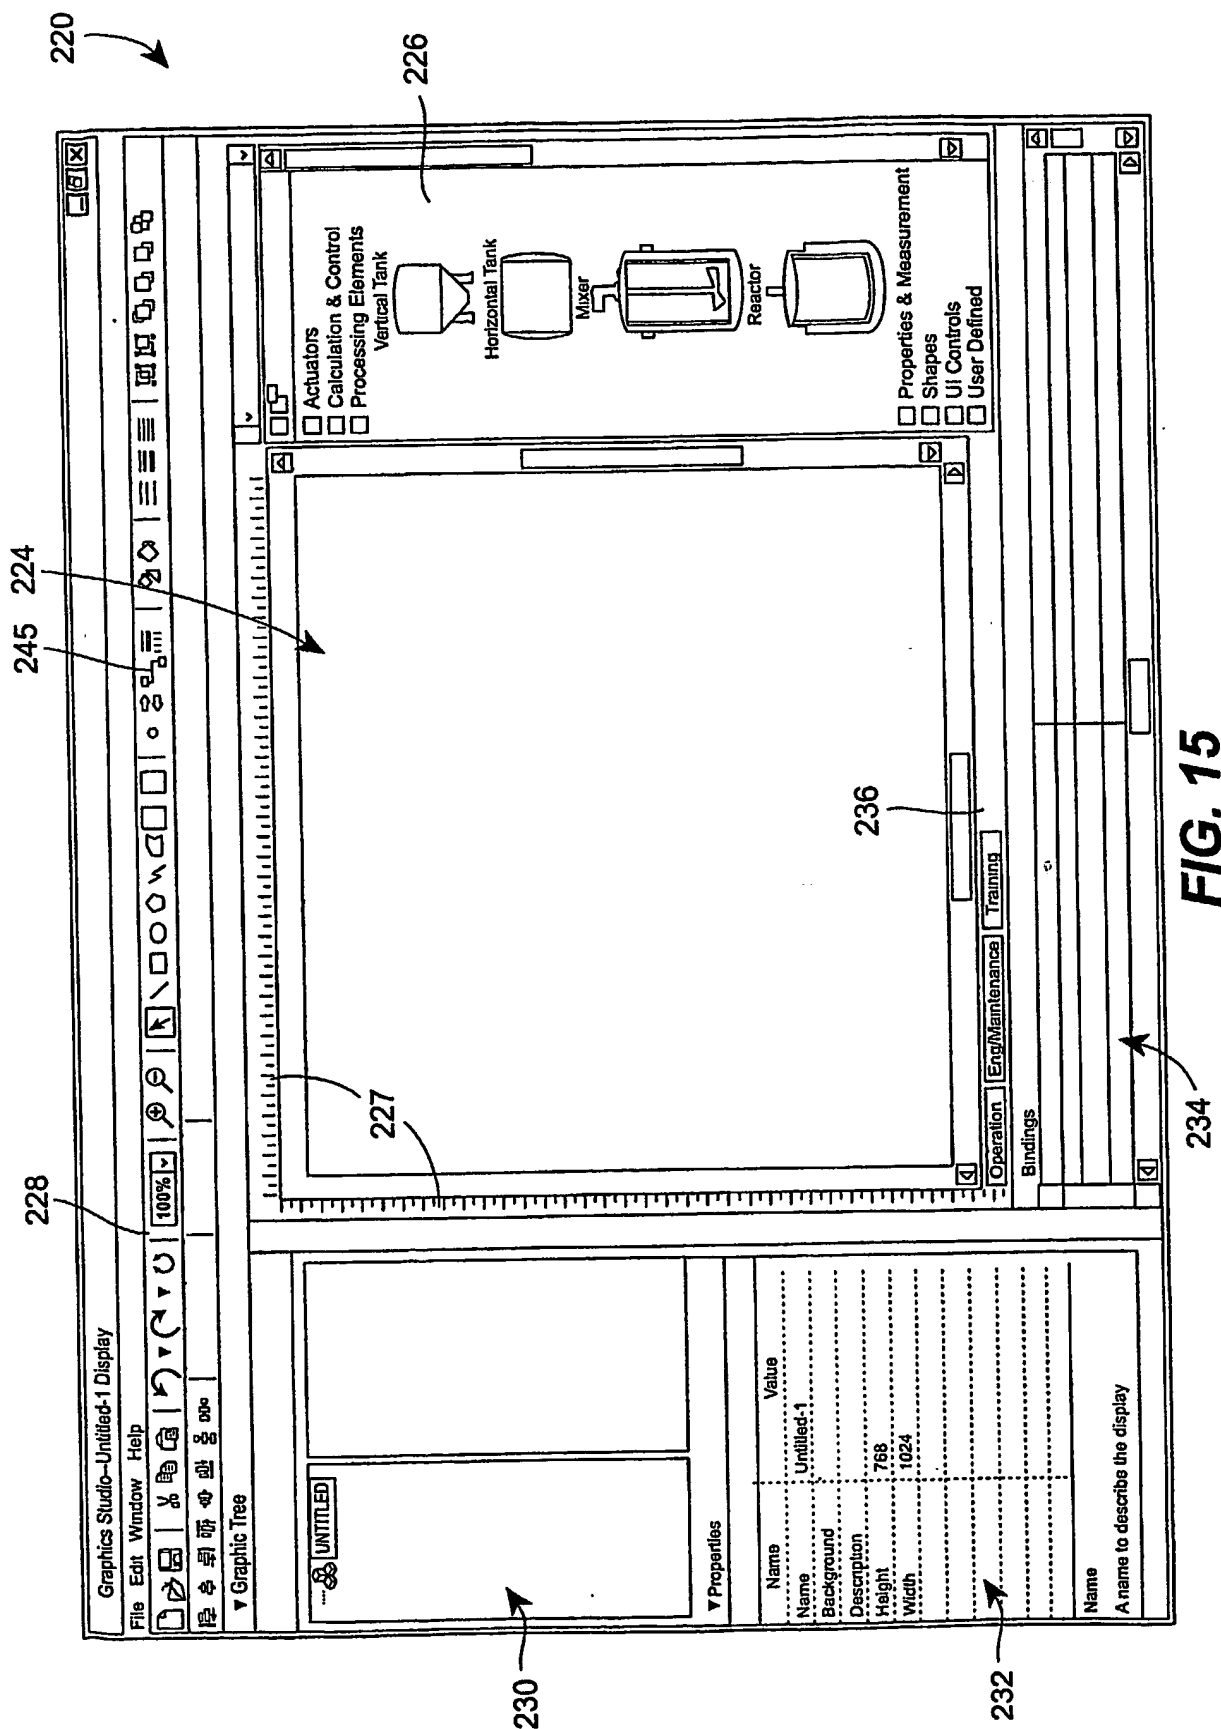 220
Graphics Studio–Untitled-1 Display
File Edit Window Help
228
100%
245
224
226
▾ Graphic Tree
UNTITLED
230
▾ Properties
Name Value
Name Untitled-1
Background
Description
Height 768
Width 1024
232
Name
A name to describe the display
227
Actuators
Calculation & Control
Processing Elements
Vertical Tank
Horizontal Tank
Mixer
Reactor
Properties & Measurement
Shapes
UI Controls
User Defined
236
Operation Eng/Maintenance Training
Bindings
234
FIG. 15